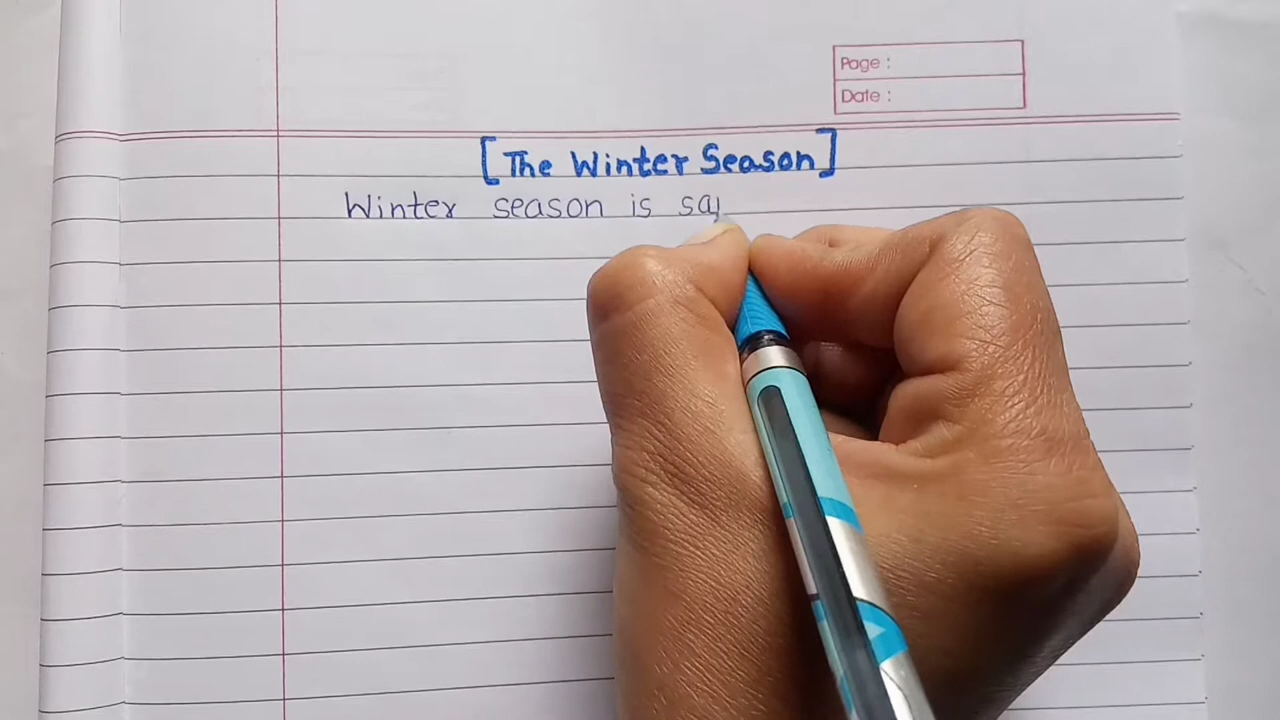 Page :
Date :
[The Winter Season]
Winter season is sa